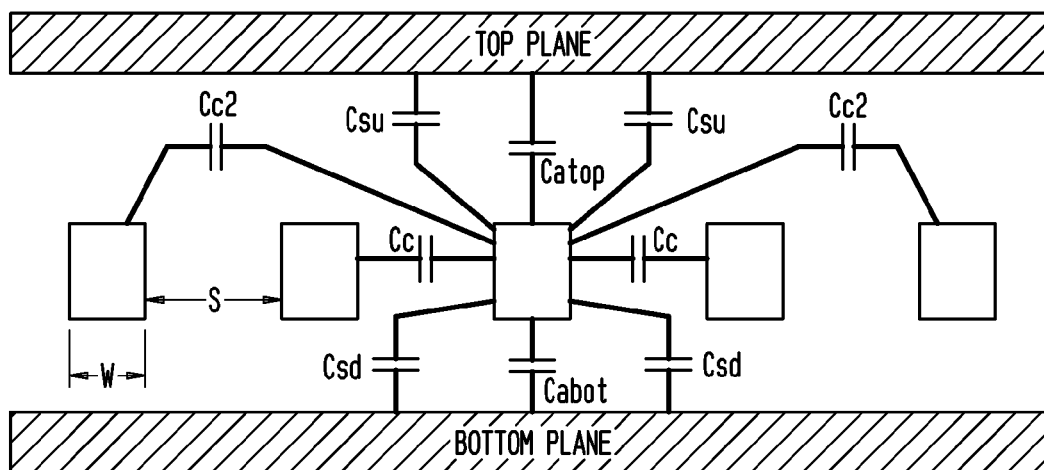 TOP PLANE
Cc2
Csu
Csu
Cc2
Catop
Cc
Cc
S
W
Csd
Cabot
Csd
BOTTOM PLANE